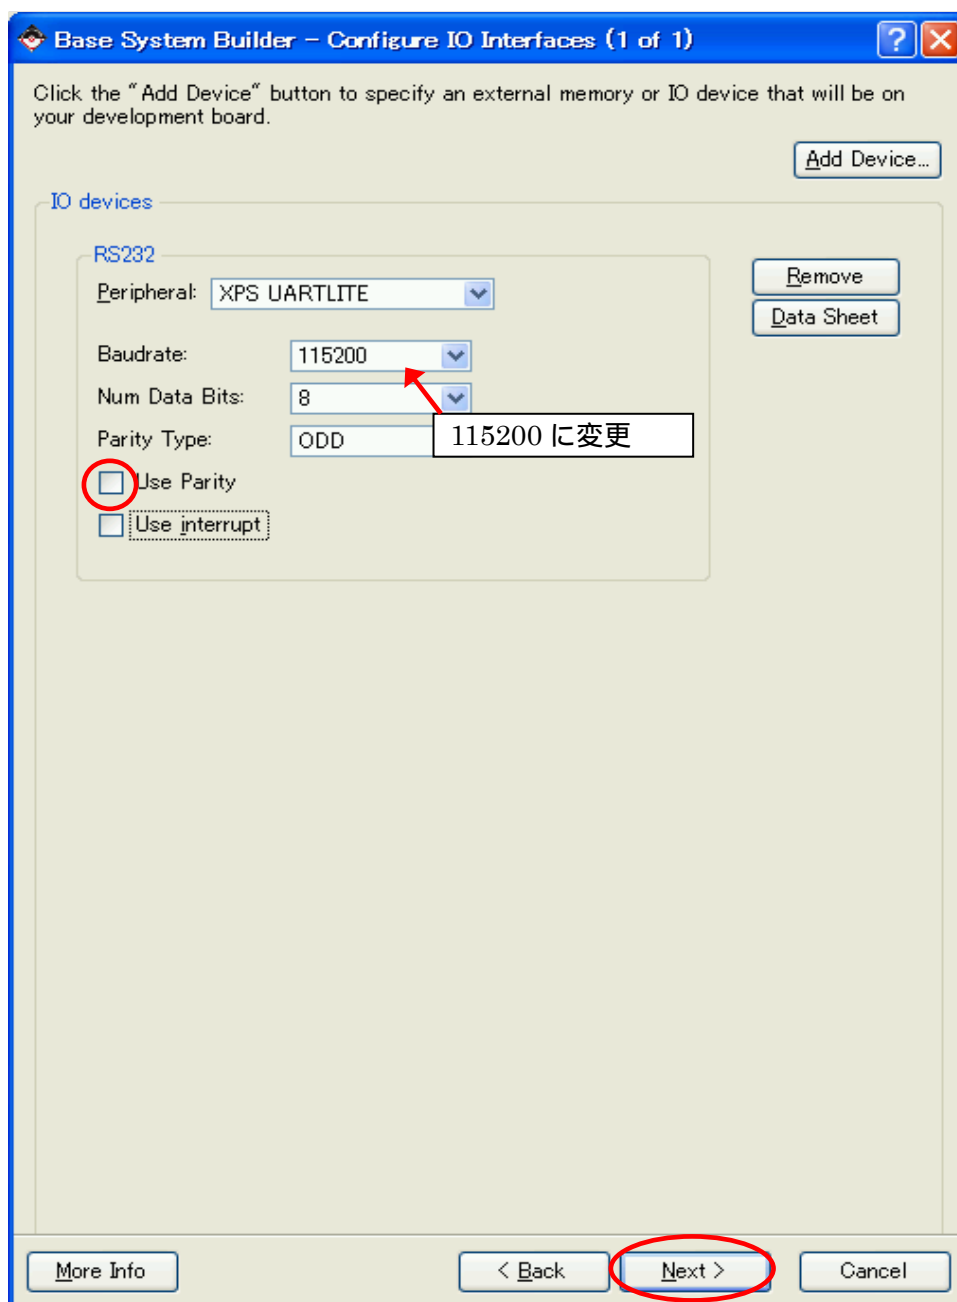 Base System Builder - Configure IO Interfaces (1 of 1)
Click the "Add Device" button to specify an external memory or IO device that will be on
your development board.
Add Device...
IO devices
RS232
Peripheral: XPS UARTLITE
Remove
Data Sheet
Baudrate: 115200
Num Data Bits: 8
Parity Type: ODD
115200 に変更
Use Parity
Use interrupt
More Info
< Back
Next >
Cancel